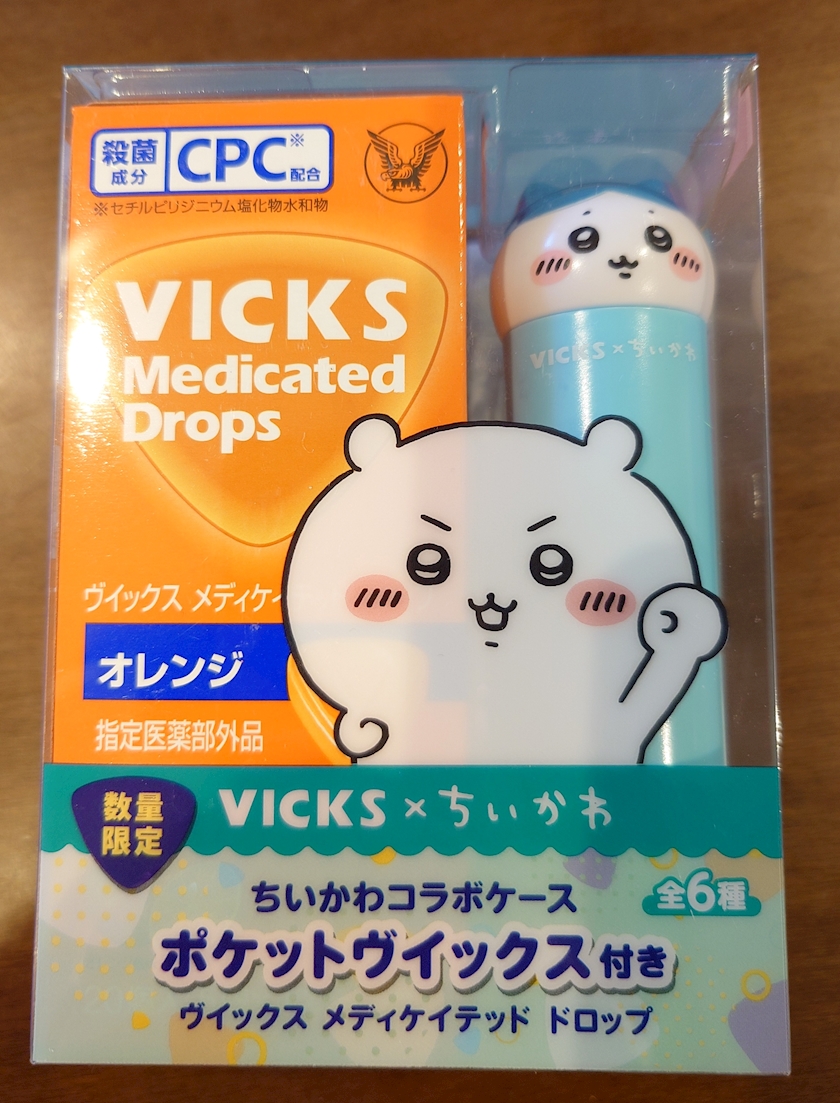 殺菌成分 CPC※配合
※セチルピリジニウム塩化物水和物
VICKS
Medicated
Drops
ヴイックス メディケイ
オレンジ
指定医薬部外品
VICKS×ちいかわ
数量
限定
VICKS×ちいかわ
ちいかわコラボケース
全6種
ポケットヴイックス付き
ヴイックス メディケイテッド ドロップ